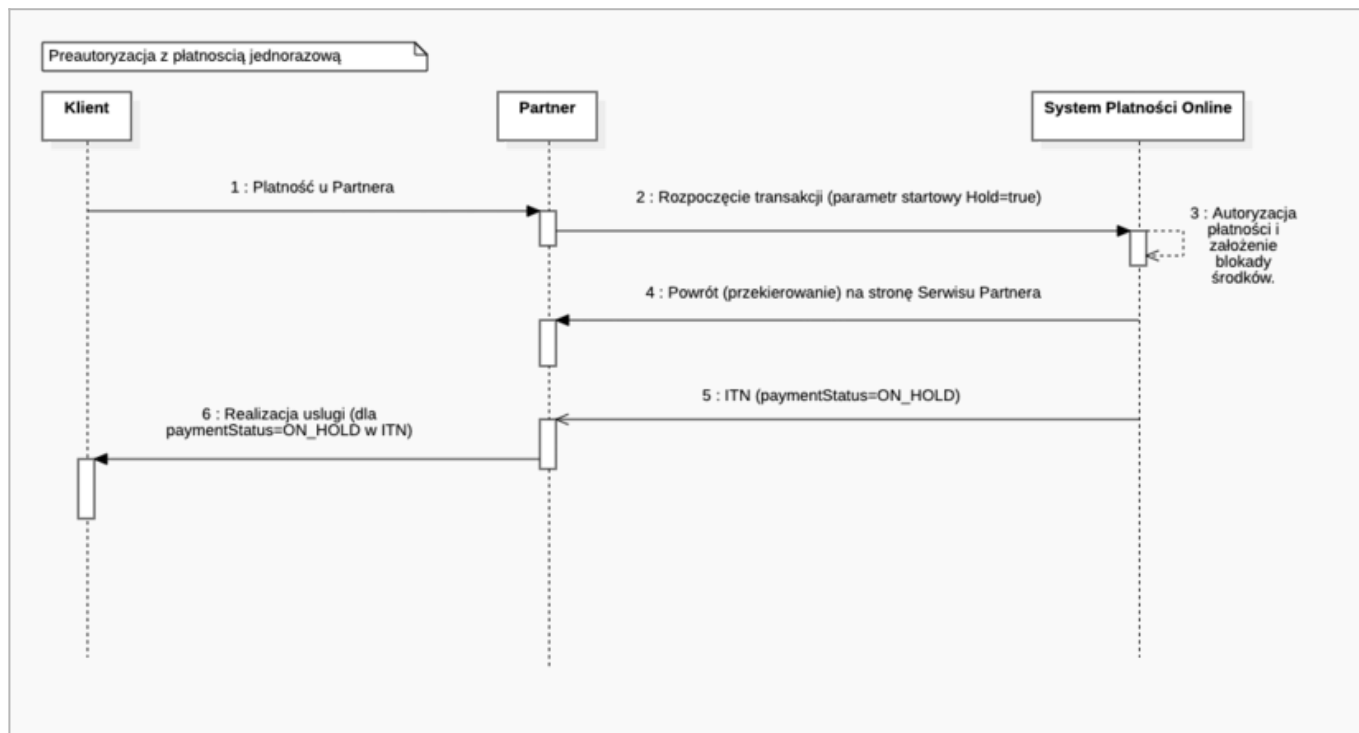 Preautoryzacja z płatnoscią jednorazową
Klient
Partner
System Płatności Online
1 : Płatność u Partnera
2 : Rozpoczęcie transakcji (parametr startowy Hold=true)
3 : Autoryzacja
płatności i
założenie
blokady
środków.
4 : Powrót (przekierowanie) na stronę Serwisu Partnera
5 : ITN (paymentStatus=ON_HOLD)
6 : Realizacja uslugi (dla
paymentStatus=ON_HOLD w ITN)